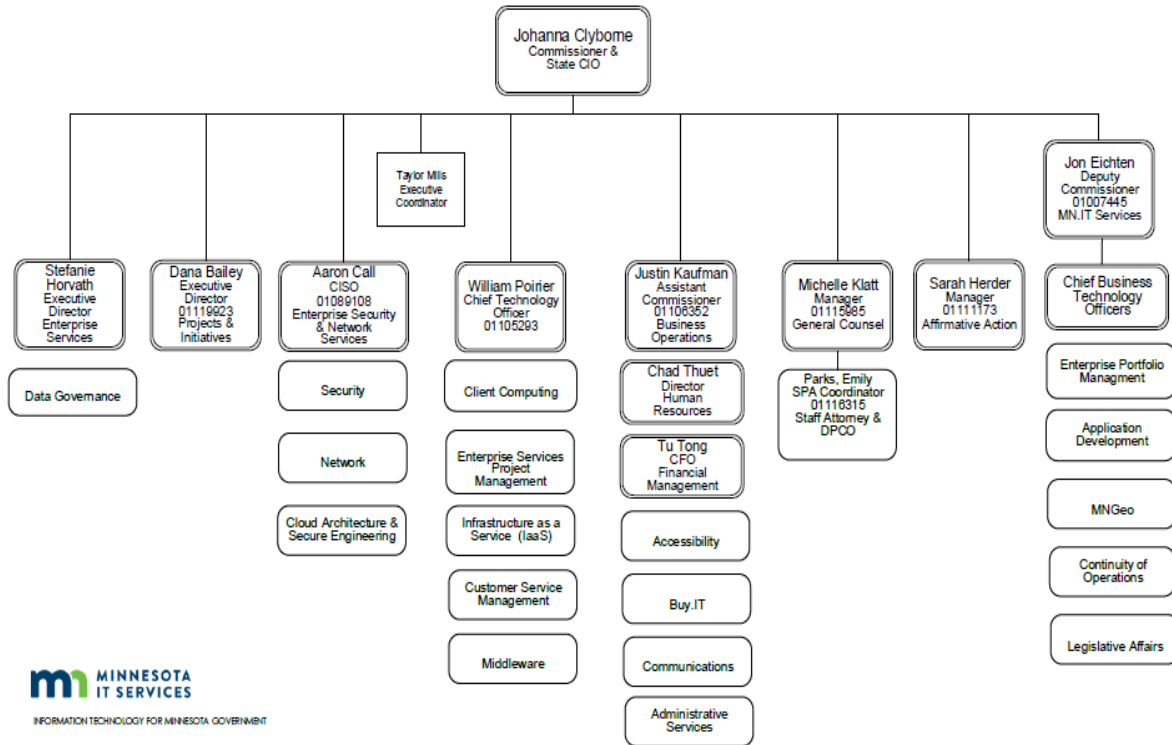 Johanna Clyborne
Commissioner &
State CIO
Taylor Mills
Executive
Coordinator
Jon Eichten
Deputy
Commissioner
01007445
MN.IT Services
Stefanie
Horvath
Executive
Director
Enterprise
Services
Dana Bailey
Executive
Director
01119923
Projects &
Initiatives
Aaron Call
CISO
01089108
Enterprise Security
& Network
Services
William Poirier
Chief Technology
Officer
01105293
Justin Kaufman
Assistant
Commissioner
01106352
Business
Operations
Michelle Klatt
Manager
01115985
General Counsel
Sarah Herder
Manager
01111173
Affirmative Action
Chief Business
Technology
Officers
Data Governance
Security
Network
Cloud Architecture &
Secure Engineering
Client Computing
Enterprise Services
Project
Management
Infrastructure as a
Service (IaaS)
Customer Service
Management
Middleware
Chad Thuet
Director
Human
Resources
Tu Tong
CFO
Financial
Management
Accessibility
Buy.IT
Communications
Administrative
Services
Parks, Emily
SPA Coordinator
01116315
Staff Attorney &
DPCO
Enterprise Portfolio
Managment
Application
Development
MNGeo
Continuity of
Operations
Legislative Affairs
mn MINNESOTA
IT SERVICES
INFORMATION TECHNOLOGY FOR MINNESOTA GOVERNMENT